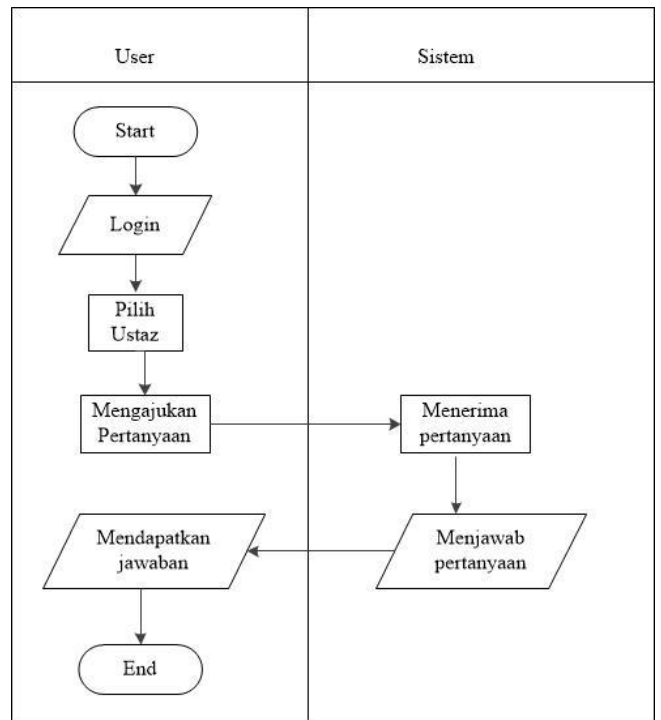 User
Sistem
Start
Login
Pilih
Ustaz
Mengajukan
Pertanyaan
Menerima
pertanyaan
Menjawab
pertanyaan
Mendapatkan
jawaban
End